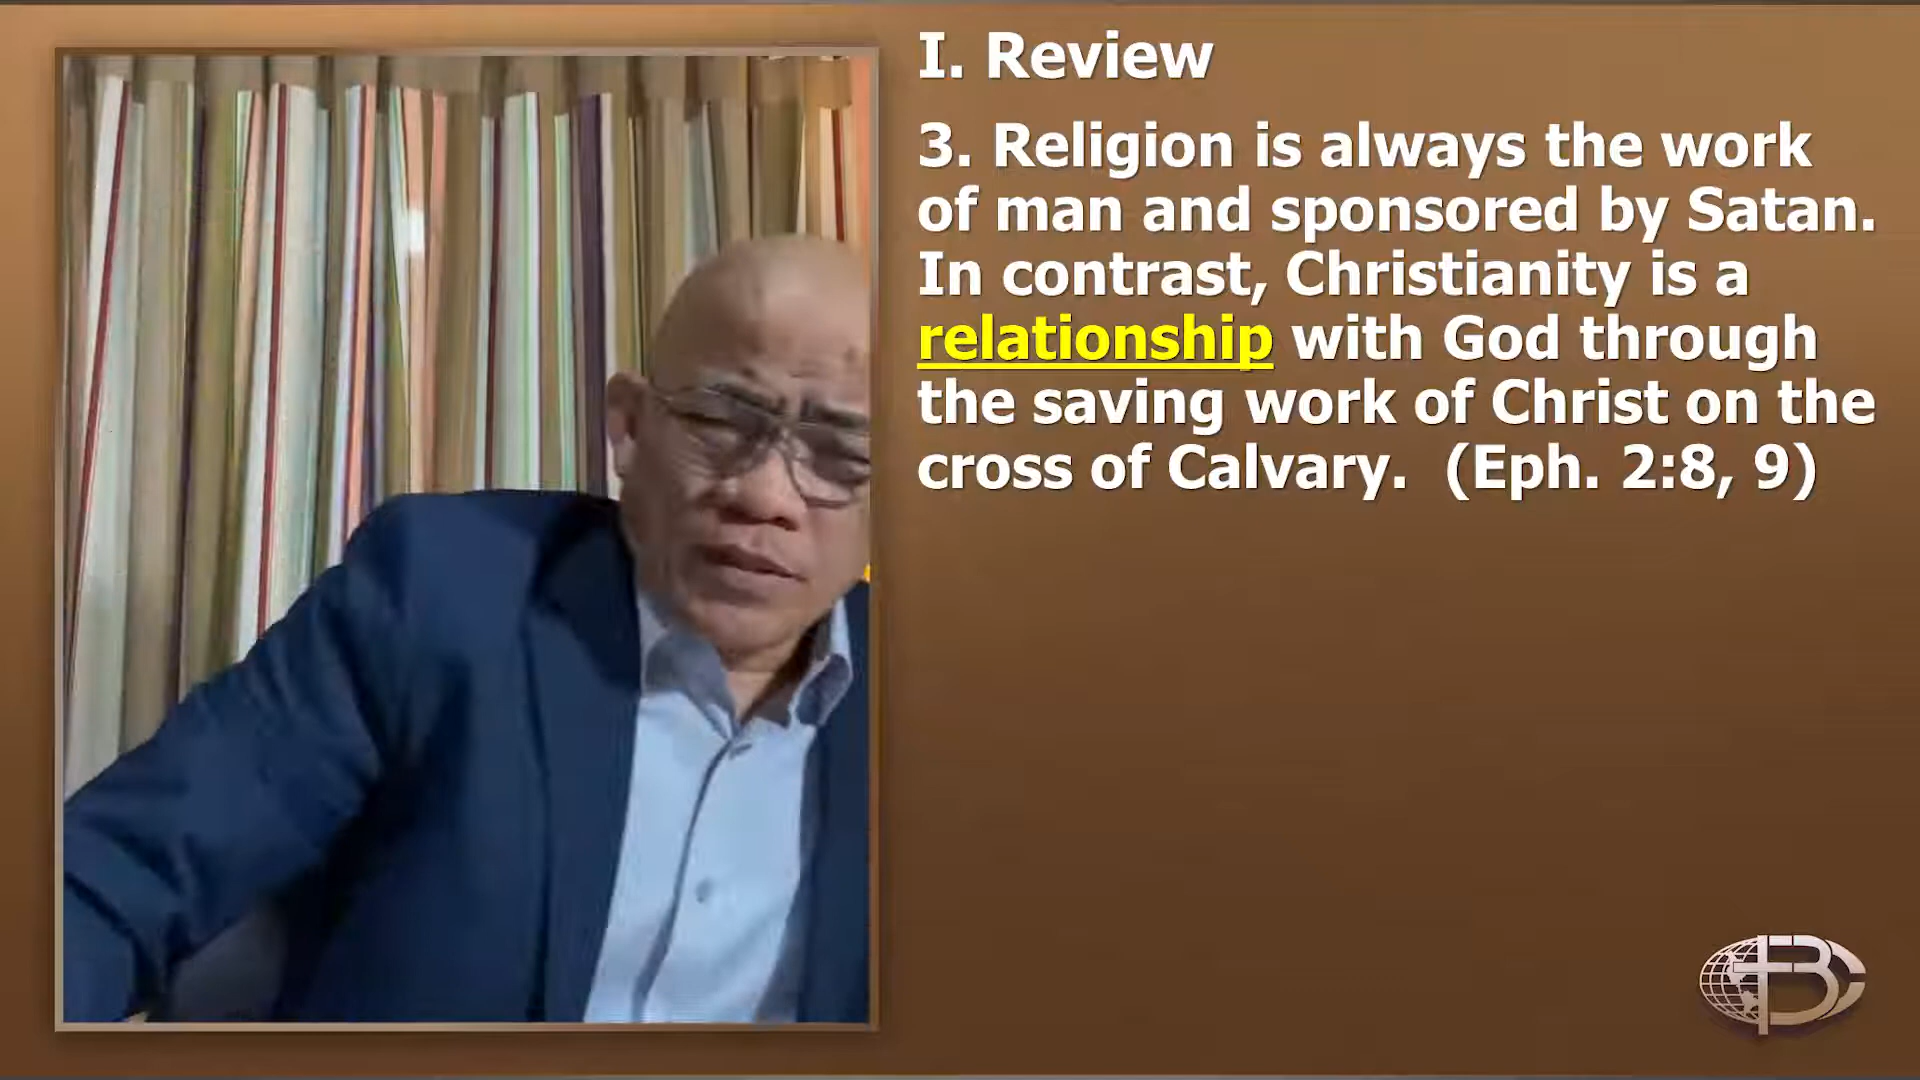 I. Review
3. Religion is always the work
of man and sponsored by Satan.
In contrast, Christianity is a
relationship with God through
the saving work of Christ on the
cross of Calvary. (Eph. 2:8, 9)
FBC